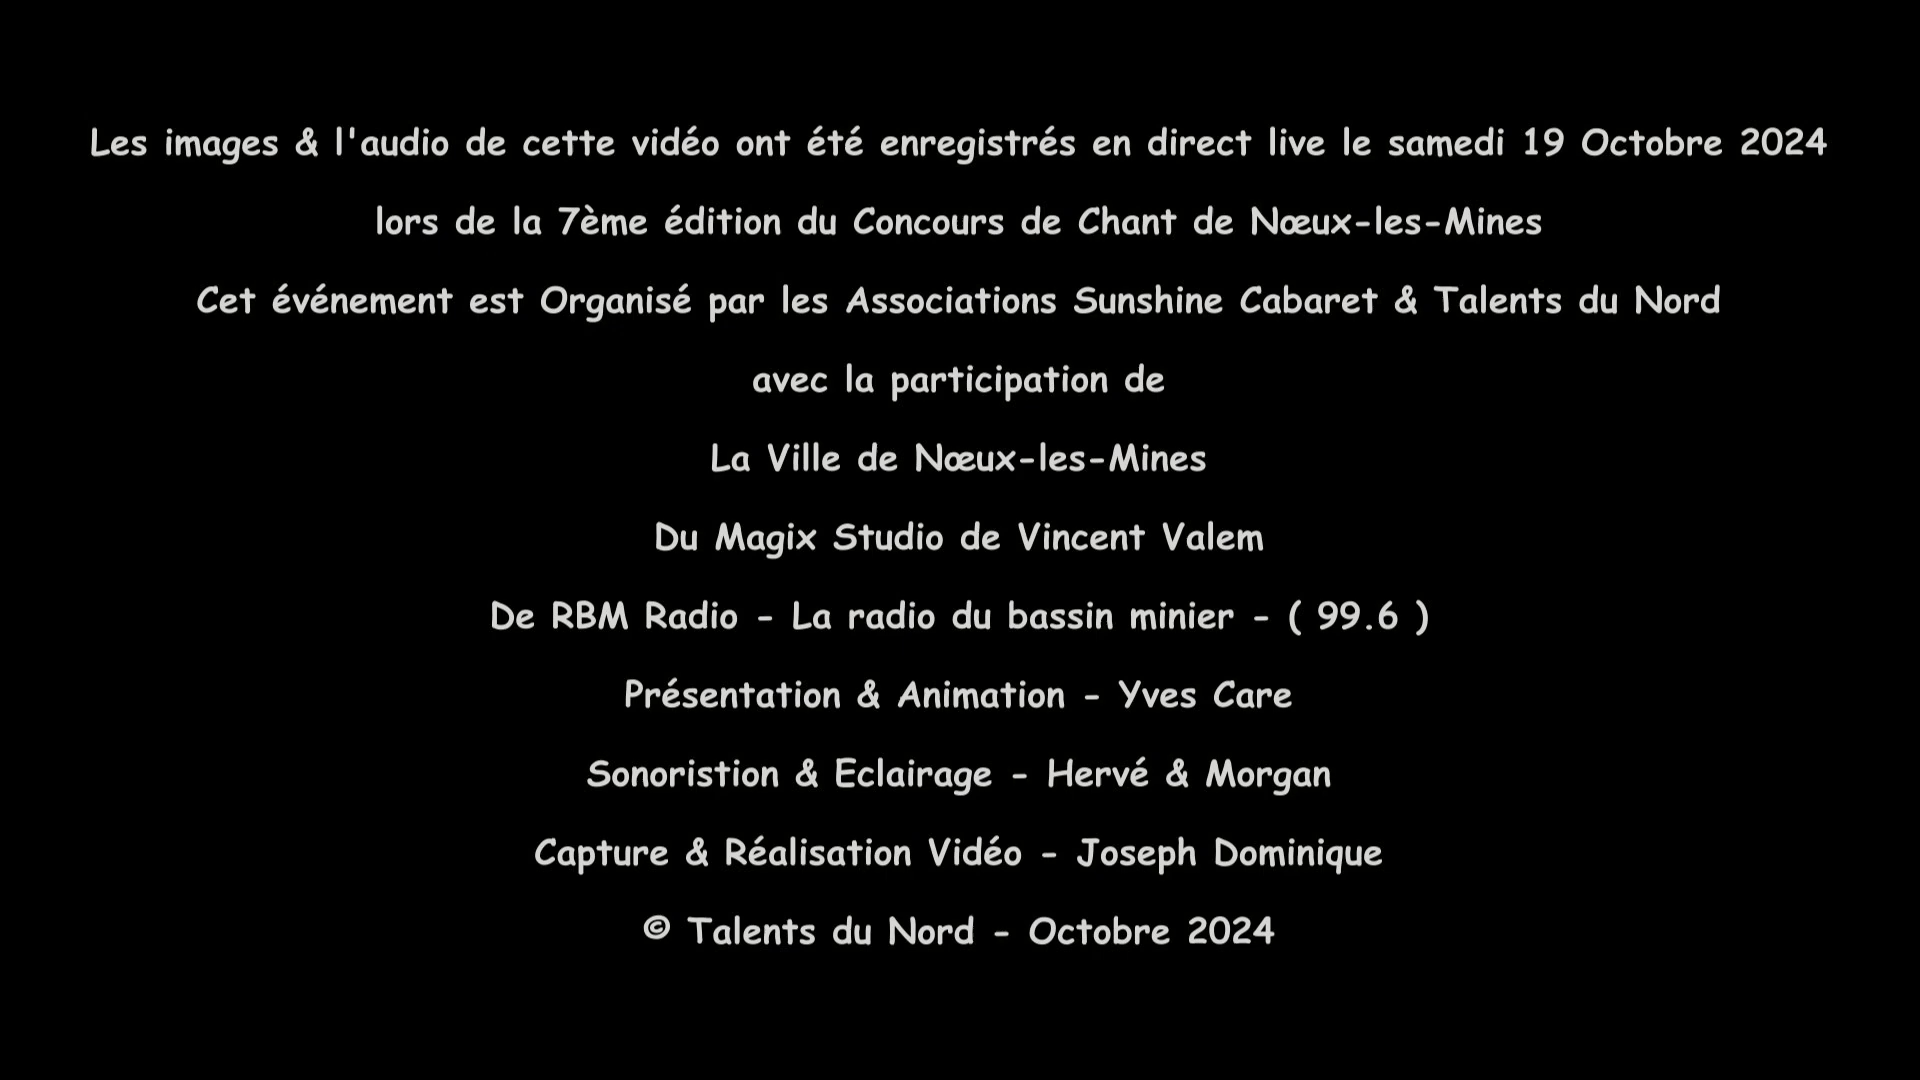 Les images & l'audio de cette vidéo ont été enregistrés en direct live le samedi 19 Octobre 2024
lors de la 7ème édition du Concours de Chant de Nœux-les-Mines
Cet événement est Organisé par les Associations Sunshine Cabaret & Talents du Nord
avec la participation de
La Ville de Nœux-les-Mines
Du Magix Studio de Vincent Valem
De RBM Radio - La radio du bassin minier - ( 99.6 )
Présentation & Animation - Yves Care
Sonoristion & Eclairage - Hervé & Morgan
Capture & Réalisation Vidéo - Joseph Dominique
© Talents du Nord - Octobre 2024